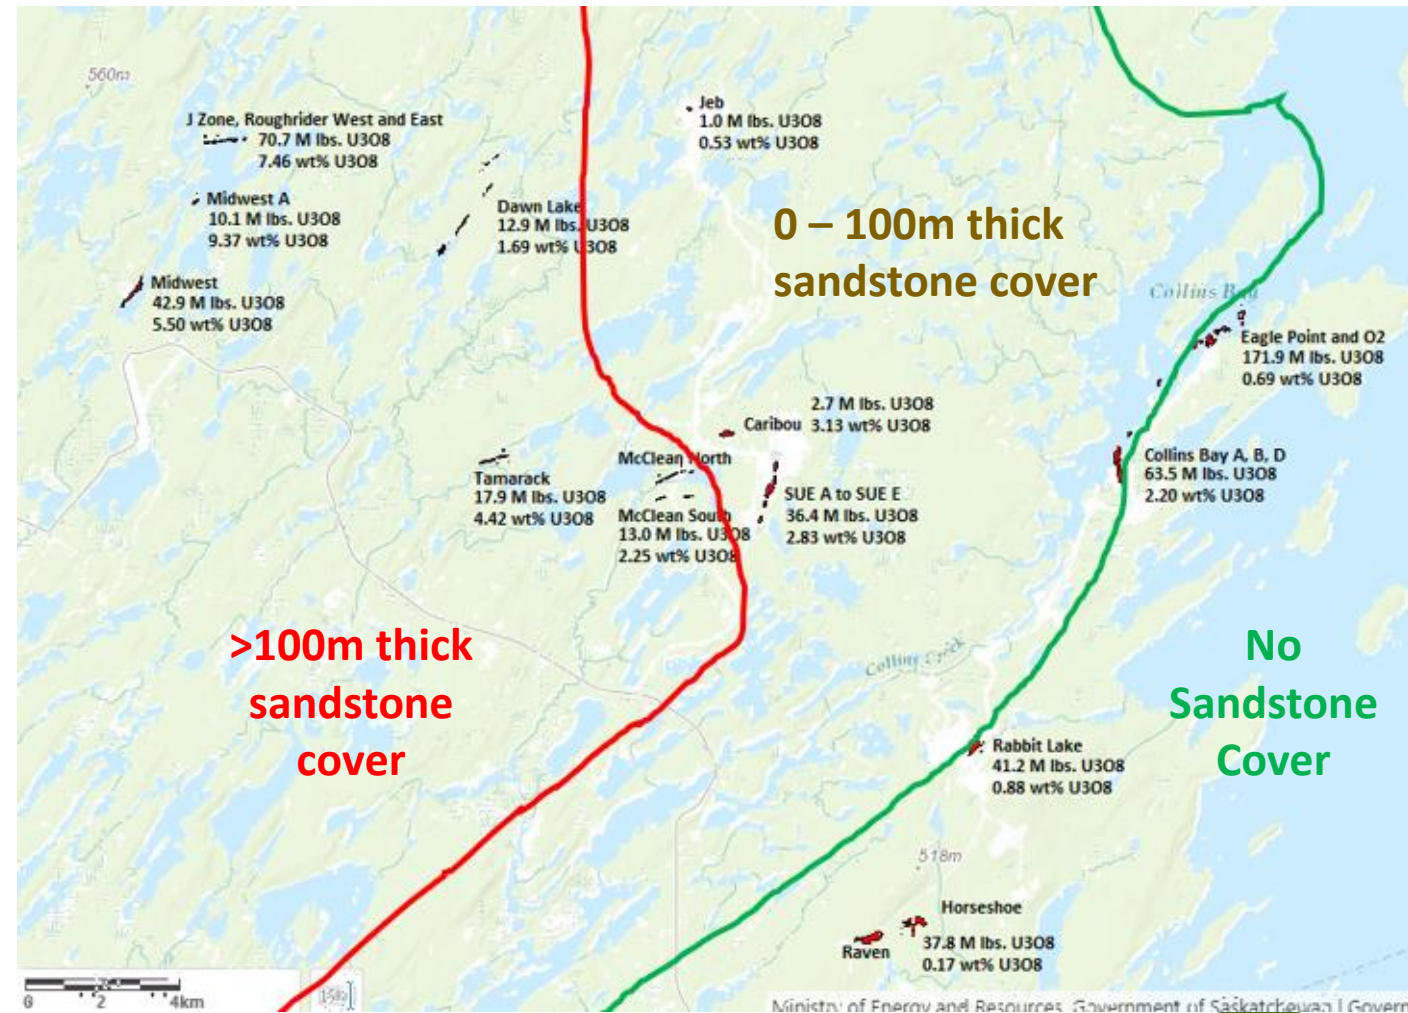 560m
J Zone, Roughrider West and East
70.7 M lbs. U3O8
7.46 wt% U3O8
Midwest A
10.1 M lbs. U3O8
9.37 wt% U3O8
Midwest
42.9 M lbs. U3O8
5.50 wt% U3O8
Dawn Lake
12.9 M lbs. U3O8
1.69 wt% U3O8
Jeb
1.0 M lbs. U3O8
0.53 wt% U3O8
0 – 100m thick
sandstone cover
Collins Bay
Eagle Point and O2
171.9 M lbs. U3O8
0.69 wt% U3O8
2.7 M lbs. U3O8
Caribou 3.13 wt% U3O8
McClean North
Tamarack
17.9 M lbs. U3O8
4.42 wt% U3O8
McClean South
13.0 M lbs. U3O8
2.25 wt% U3O8
SUE A to SUE E
36.4 M lbs. U3O8
2.83 wt% U3O8
Collins Bay A, B, D
63.5 M lbs. U3O8
2.20 wt% U3O8
>100m thick
sandstone
cover
Collins Creek
No
Sandstone
Cover
Rabbit Lake
41.2 M lbs. U3O8
0.88 wt% U3O8
518m
Horseshoe
Raven
37.8 M lbs. U3O8
0.17 wt% U3O8
0 2 4km
Ministry of Energy and Resources, Government of Saskatchewan | Govern